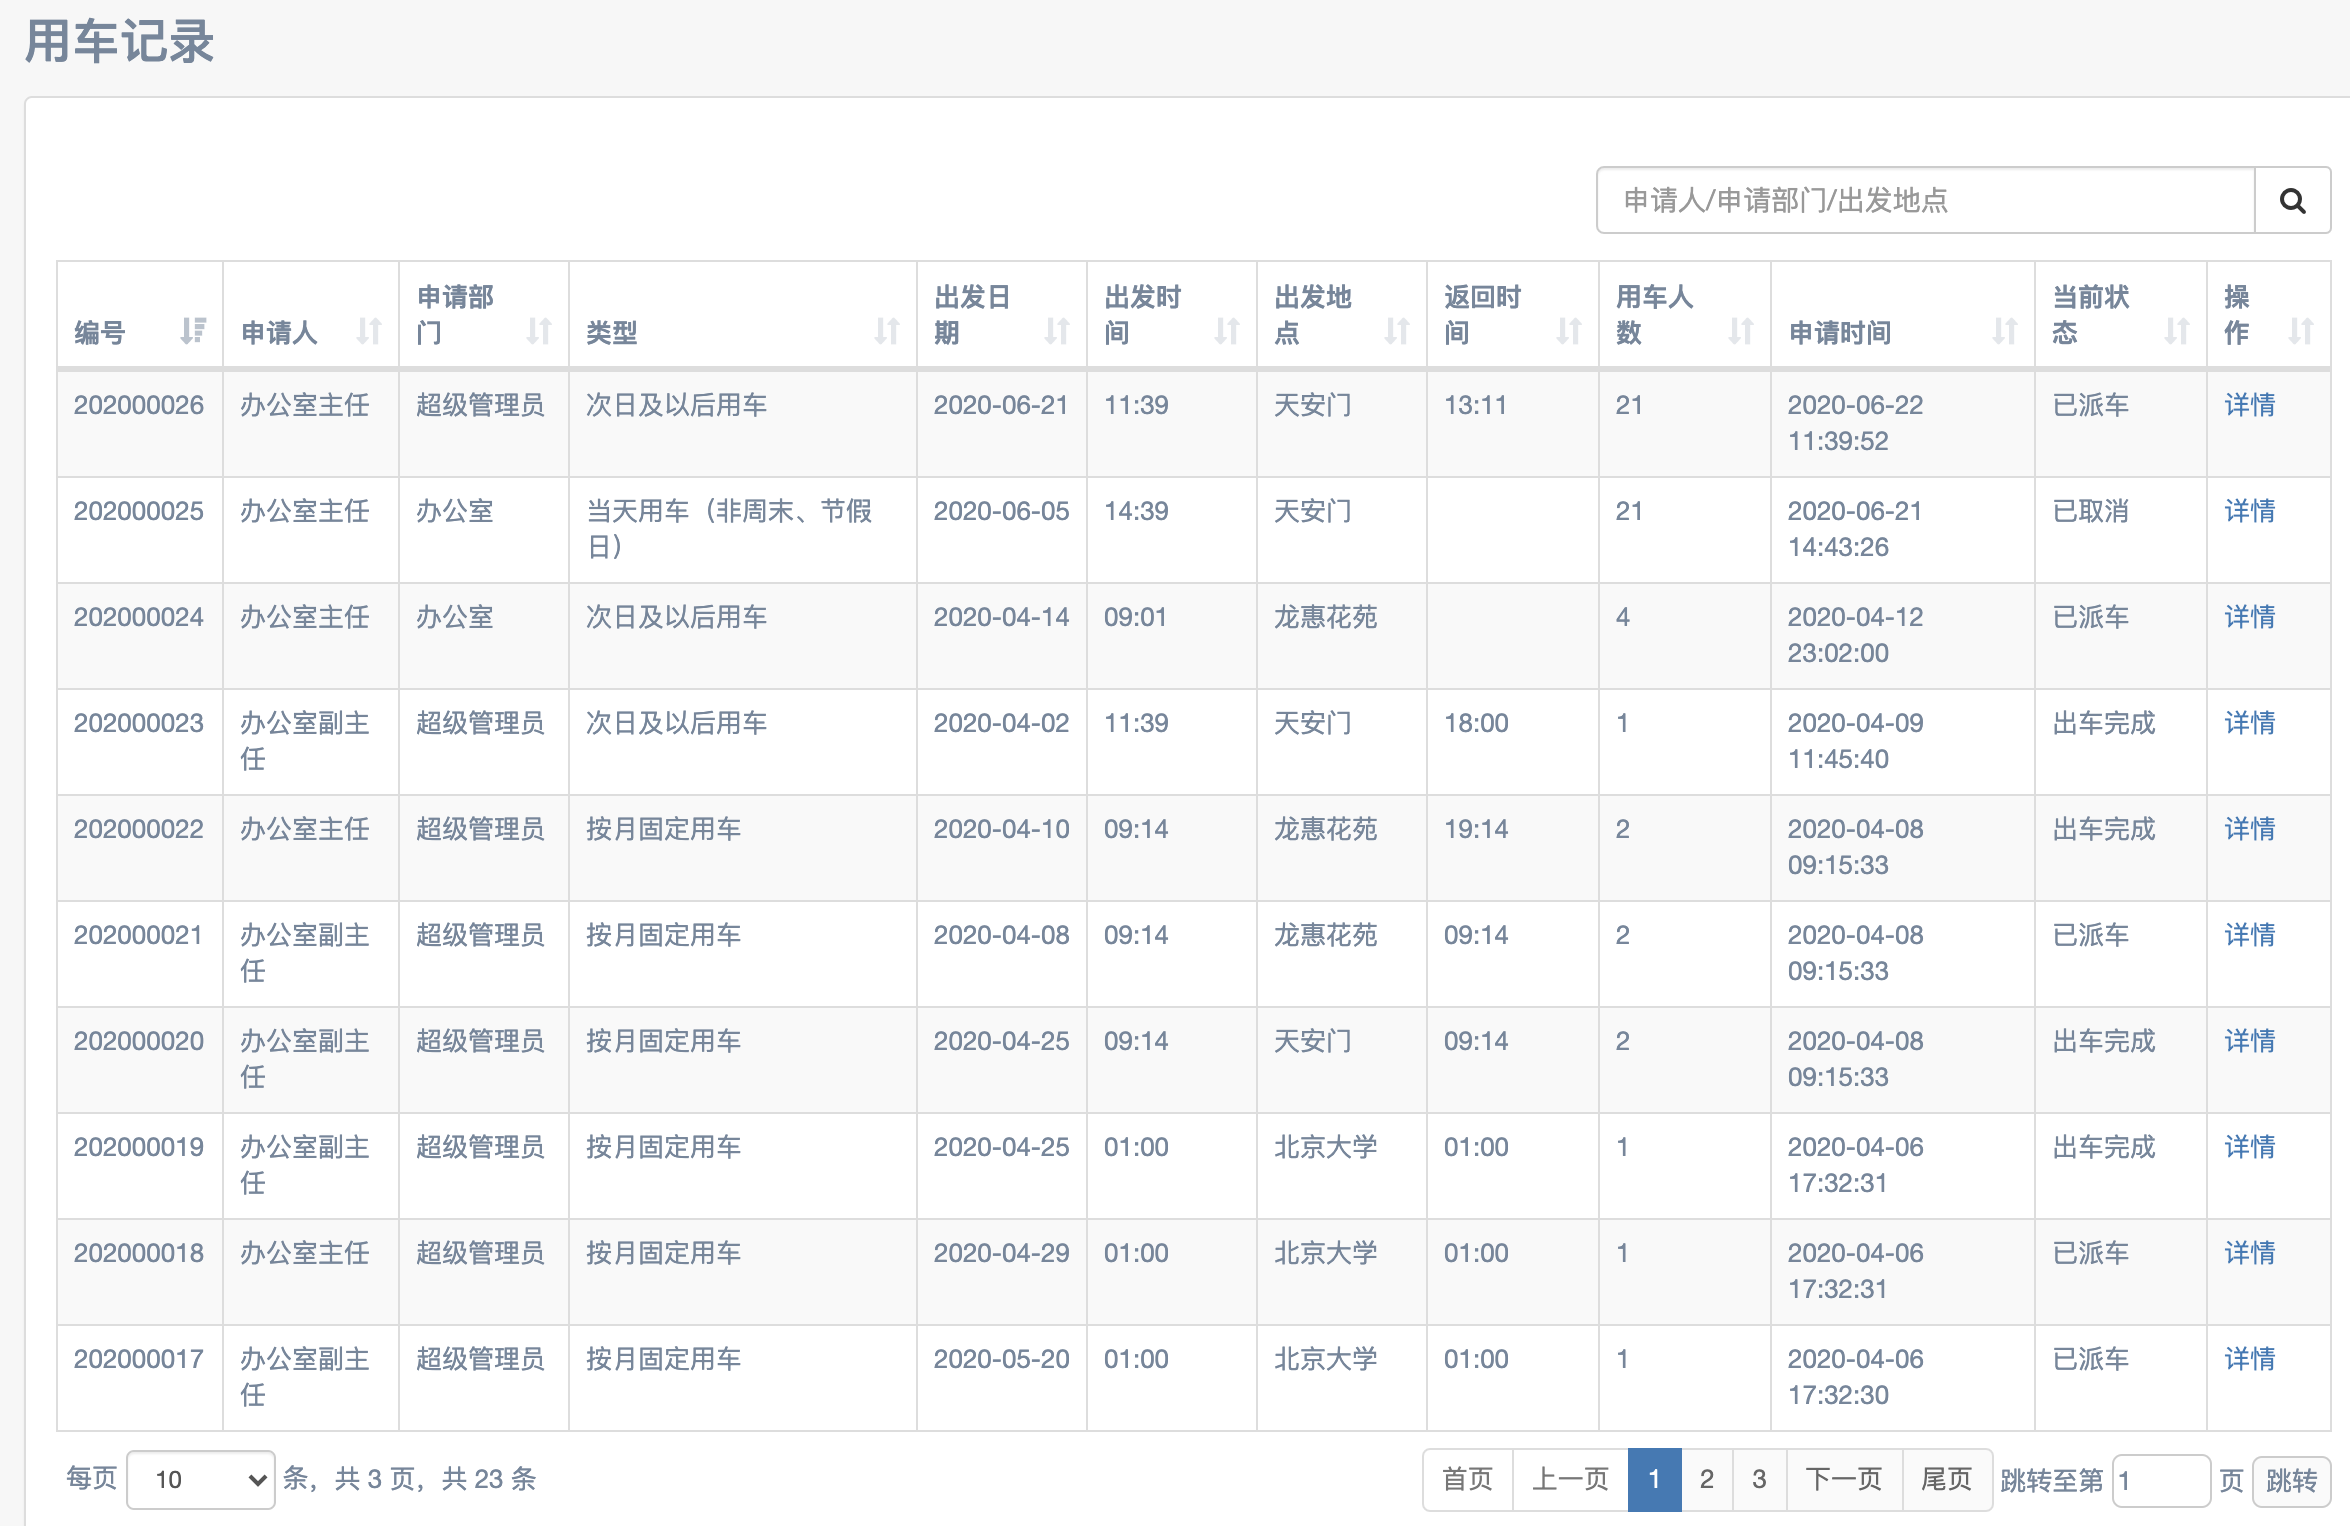 用车记录
申请人/申请部门/出发地点
编号 申请人 申请部门 类型 出发日期 出发时间 出发地点 返回时间 用车人数 申请时间 当前状态 操作
202000026 办公室主任 超级管理员 次日及以后用车 2020-06-21 11:39 天安门 13:11 21 2020-06-22 11:39:52 已派车 详情
202000025 办公室主任 办公室 当天用车（非周末、节假日） 2020-06-05 14:39 天安门 21 2020-06-21 14:43:26 已取消 详情
202000024 办公室主任 办公室 次日及以后用车 2020-04-14 09:01 龙惠花苑 4 2020-04-12 23:02:00 已派车 详情
202000023 办公室副主任 超级管理员 次日及以后用车 2020-04-02 11:39 天安门 18:00 1 2020-04-09 11:45:40 出车完成 详情
202000022 办公室主任 超级管理员 按月固定用车 2020-04-10 09:14 龙惠花苑 19:14 2 2020-04-08 09:15:33 出车完成 详情
202000021 办公室副主任 超级管理员 按月固定用车 2020-04-08 09:14 龙惠花苑 09:14 2 2020-04-08 09:15:33 已派车 详情
202000020 办公室副主任 超级管理员 按月固定用车 2020-04-25 09:14 天安门 09:14 2 2020-04-08 09:15:33 出车完成 详情
202000019 办公室副主任 超级管理员 按月固定用车 2020-04-25 01:00 北京大学 01:00 1 2020-04-06 17:32:31 出车完成 详情
202000018 办公室主任 超级管理员 按月固定用车 2020-04-29 01:00 北京大学 01:00 1 2020-04-06 17:32:31 已派车 详情
202000017 办公室副主任 超级管理员 按月固定用车 2020-05-20 01:00 北京大学 01:00 1 2020-04-06 17:32:30 已派车 详情
每页 10 条，共 3 页，共 23 条 首页 上一页 1 2 3 下一页 尾页 跳转至第 1 页 跳转